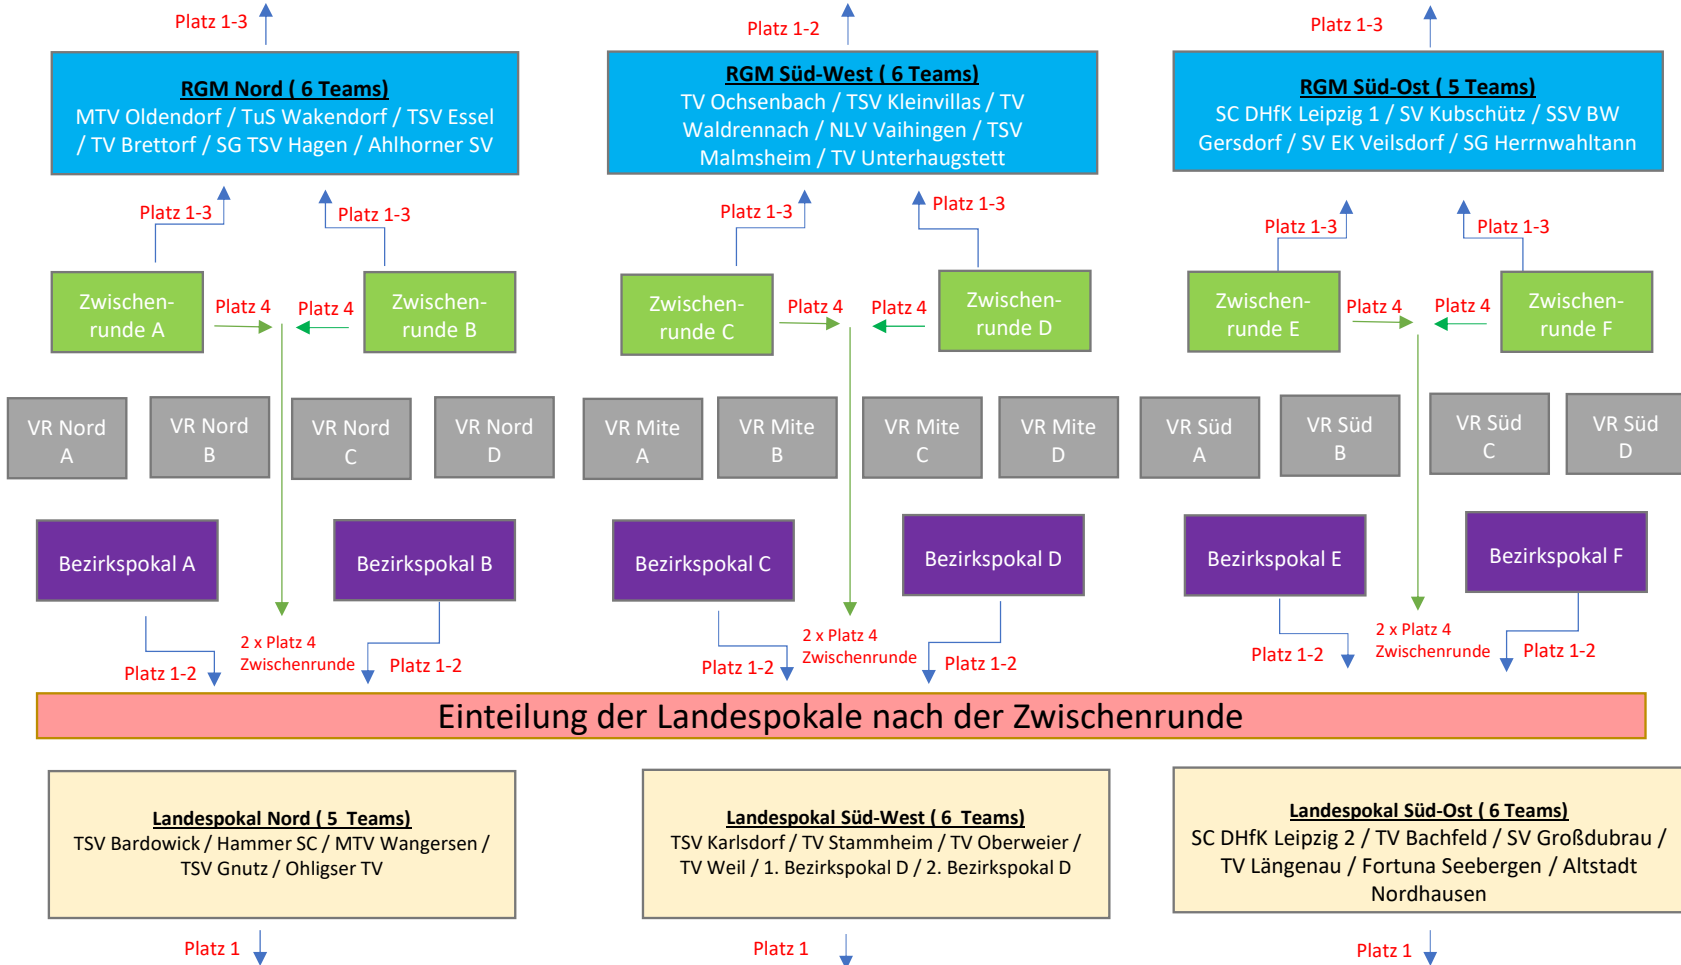 Platz 1-3
Platz 1-2
Platz 1-3
RGM Nord ( 6 Teams)
MTV Oldendorf / TuS Wakendorf / TSV Essel
/ TV Brettorf / SG TSV Hagen / Ahlhorner SV
RGM Süd-West ( 6 Teams)
TV Ochsenbach / TSV Kleinvillas / TV
Waldrennach / NLV Vaihingen / TSV
Malmsheim / TV Unterhaugstett
RGM Süd-Ost ( 5 Teams)
SC DHfK Leipzig 1 / SV Kubschütz / SSV BW
Gersdorf / SV EK Veilsdorf / SG Herrnwahltann
Platz 1-3
Platz 1-3
Platz 1-3
Platz 1-3
Platz 1-3
Platz 1-3
Zwischen-
runde A
Platz 4
Platz 4
Zwischen-
runde B
Zwischen-
runde C
Platz 4
Platz 4
Zwischen-
runde D
Zwischen-
runde E
Platz 4
Platz 4
Zwischen-
runde F
VR Nord
A
VR Nord
B
VR Nord
C
VR Nord
D
VR Mite
A
VR Mite
B
VR Mite
C
VR Mite
D
VR Süd
A
VR Süd
B
VR Süd
C
VR Süd
D
Bezirkspokal A
Bezirkspokal B
Bezirkspokal C
Bezirkspokal D
Bezirkspokal E
Bezirkspokal F
Platz 1-2
2 x Platz 4
Zwischenrunde
Platz 1-2
Platz 1-2
2 x Platz 4
Zwischenrunde
Platz 1-2
Platz 1-2
2 x Platz 4
Zwischenrunde
Platz 1-2
Einteilung der Landespokale nach der Zwischenrunde
Landespokal Nord ( 5 Teams)
TSV Bardowick / Hammer SC / MTV Wangersen /
TSV Gnutz / Ohligser TV
Landespokal Süd-West ( 6 Teams)
TSV Karlsdorf / TV Stammheim / TV Oberweier /
TV Weil / 1. Bezirkspokal D / 2. Bezirkspokal D
Landespokal Süd-Ost ( 6 Teams)
SC DHfK Leipzig 2 / TV Bachfeld / SV Großdubrau /
TV Längenau / Fortuna Seebergen / Altstadt
Nordhausen
Platz 1
Platz 1
Platz 1